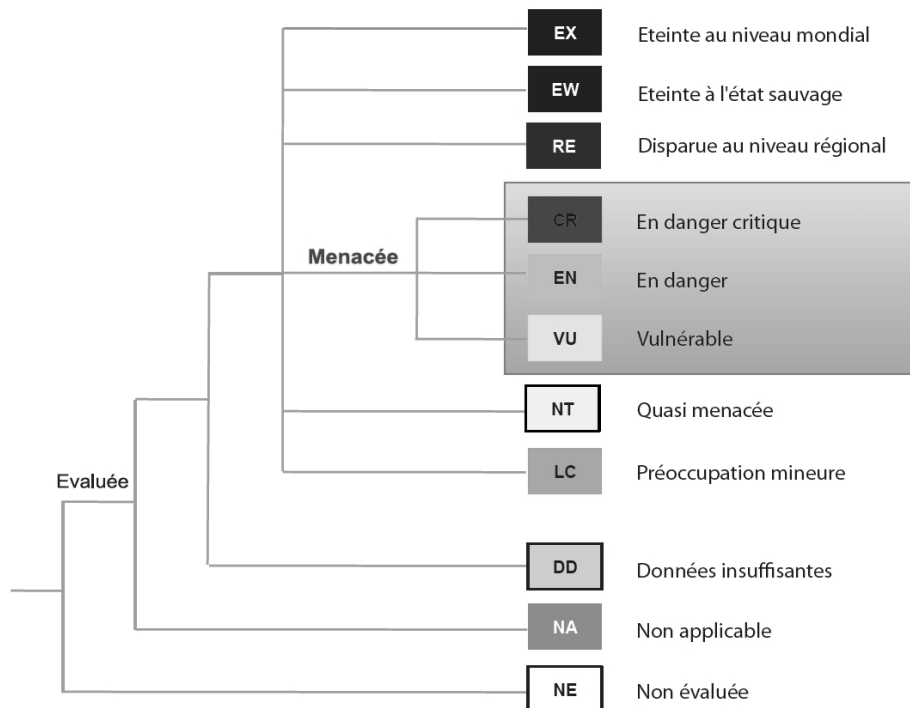 EX Eteinte au niveau mondial
EW Eteinte à l'état sauvage
RE Disparue au niveau régional
CR En danger critique
Menacée
EN En danger
VU Vulnérable
NT Quasi menacée
LC Préoccupation mineure
Evaluée
DD Données insuffisantes
NA Non applicable
NE Non évaluée